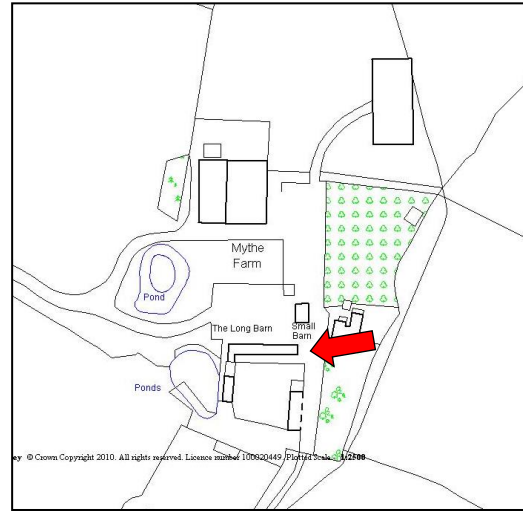 Mythe
Farm
Pond
The Long Barn
Small
Barn
Ponds
ey © Crown Copyright 2010. All rights reserved. Licence number 100020449. Plotted Scale - 1:2500